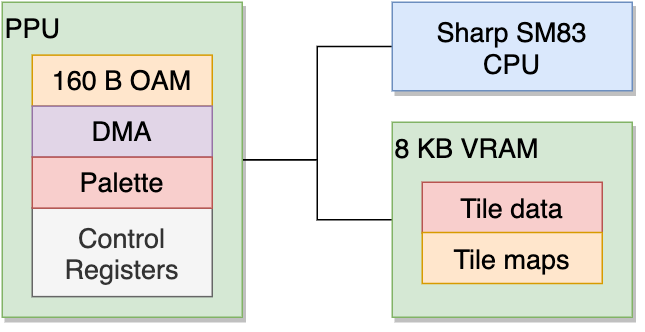 PPU
160 B OAM
DMA
Palette
Control
Registers
Sharp SM83
CPU
8 KB VRAM
Tile data
Tile maps